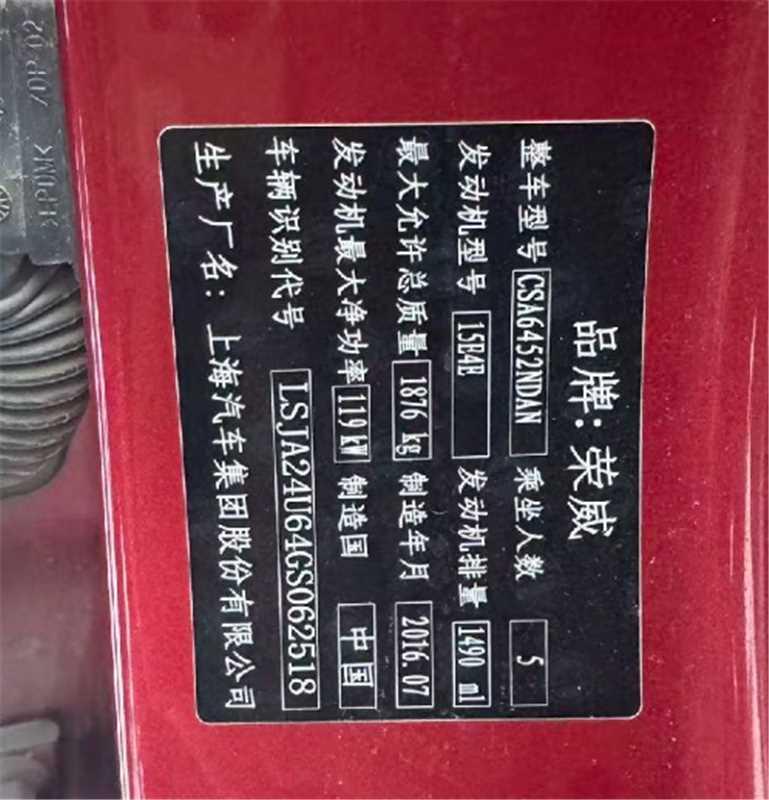 品牌: 荣威
整车型号 CSA6452NDAN 乘坐人数 5
发动机型号 15E4E 发动机排量 1490 ml
最大允许总质量 1876 kg 制造年月 2016.07
发动机最大净功率 119 kW 制造国 中国
车辆识别代号 LSJA24U64GS062518
生产厂名: 上海汽车集团股份有限公司